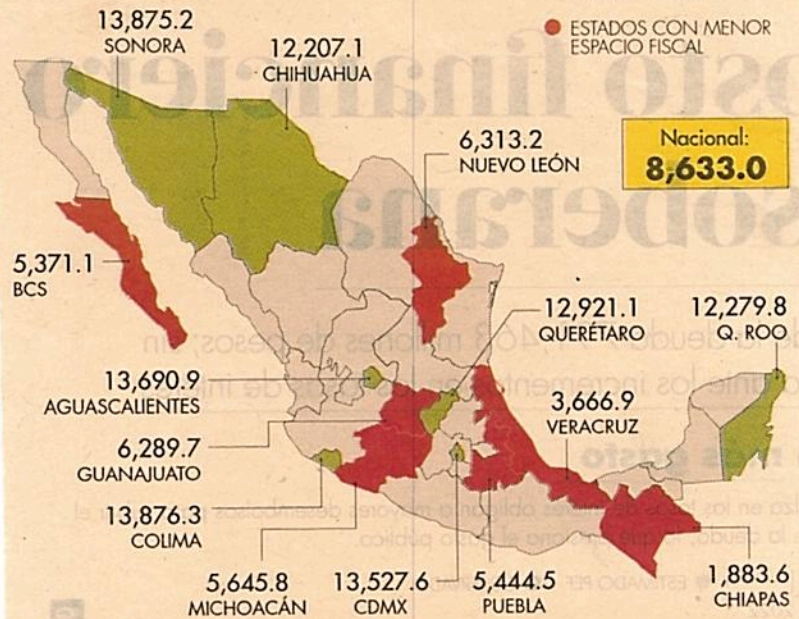 13,875.2
SONORA
12,207.1
CHIHUAHUA
● ESTADOS CON MENOR
ESPACIO FISCAL
6,313.2
NUEVO LEÓN
Nacional:
8,633.0
5,371.1
BCS
12,921.1
QUERÉTARO
12,279.8
Q. ROO
13,690.9
AGUASCALIENTES
3,666.9
VERACRUZ
6,289.7
GUANAJUATO
13,876.3
COLIMA
5,645.8
MICHOACÁN
13,527.6
CDMX
5,444.5
PUEBLA
1,883.6
CHIAPAS